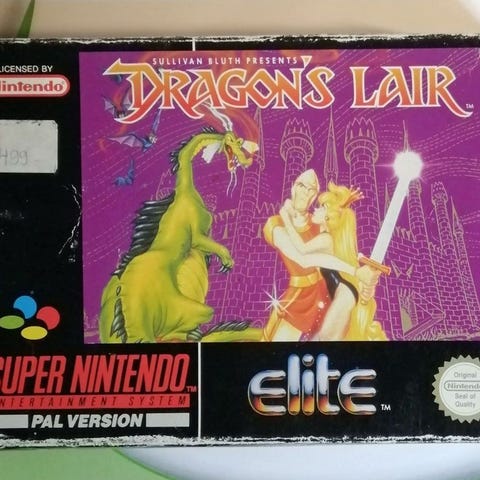 LICENSED BY
Nintendo
SULLIVAN BLUTH PRESENTS
DRAGON'S LAIR TM
499
SUPER NINTENDO TM
ENTERTAINMENT SYSTEM
PAL VERSION
elite TM
Original
Nintendo
Seal of
Quality